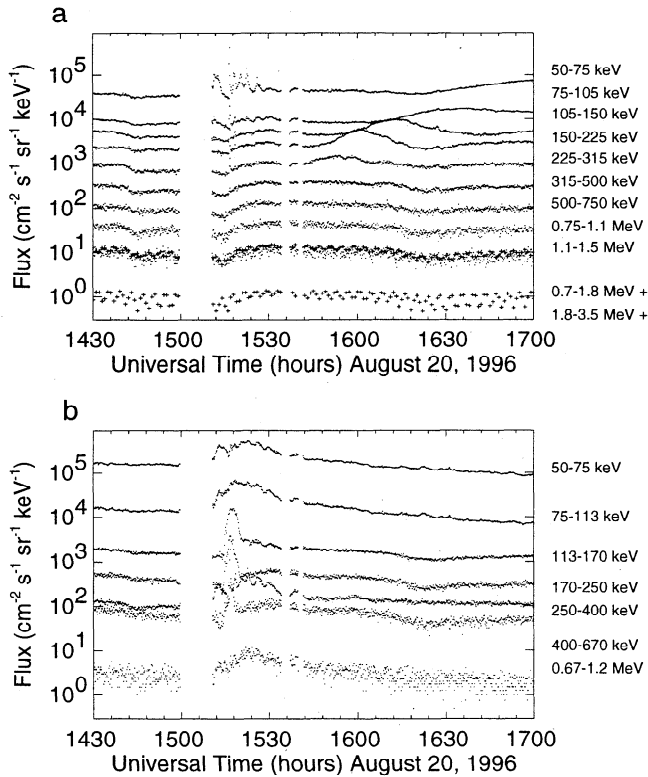 a
Flux (cm-2 s-1 sr-1 keV-1)
10^5
10^4
10^3
10^2
10^1
10^0
50-75 keV
75-105 keV
105-150 keV
150-225 keV
225-315 keV
315-500 keV
500-750 keV
0.75-1.1 MeV
1.1-1.5 MeV
0.7-1.8 MeV +
1.8-3.5 MeV +
1430 1500 1530 1600 1630 1700
Universal Time (hours) August 20, 1996
b
Flux (cm-2 s-1 sr-1 keV-1)
10^5
10^4
10^3
10^2
10^1
10^0
50-75 keV
75-113 keV
113-170 keV
170-250 keV
250-400 keV
400-670 keV
0.67-1.2 MeV
1430 1500 1530 1600 1630 1700
Universal Time (hours) August 20, 1996